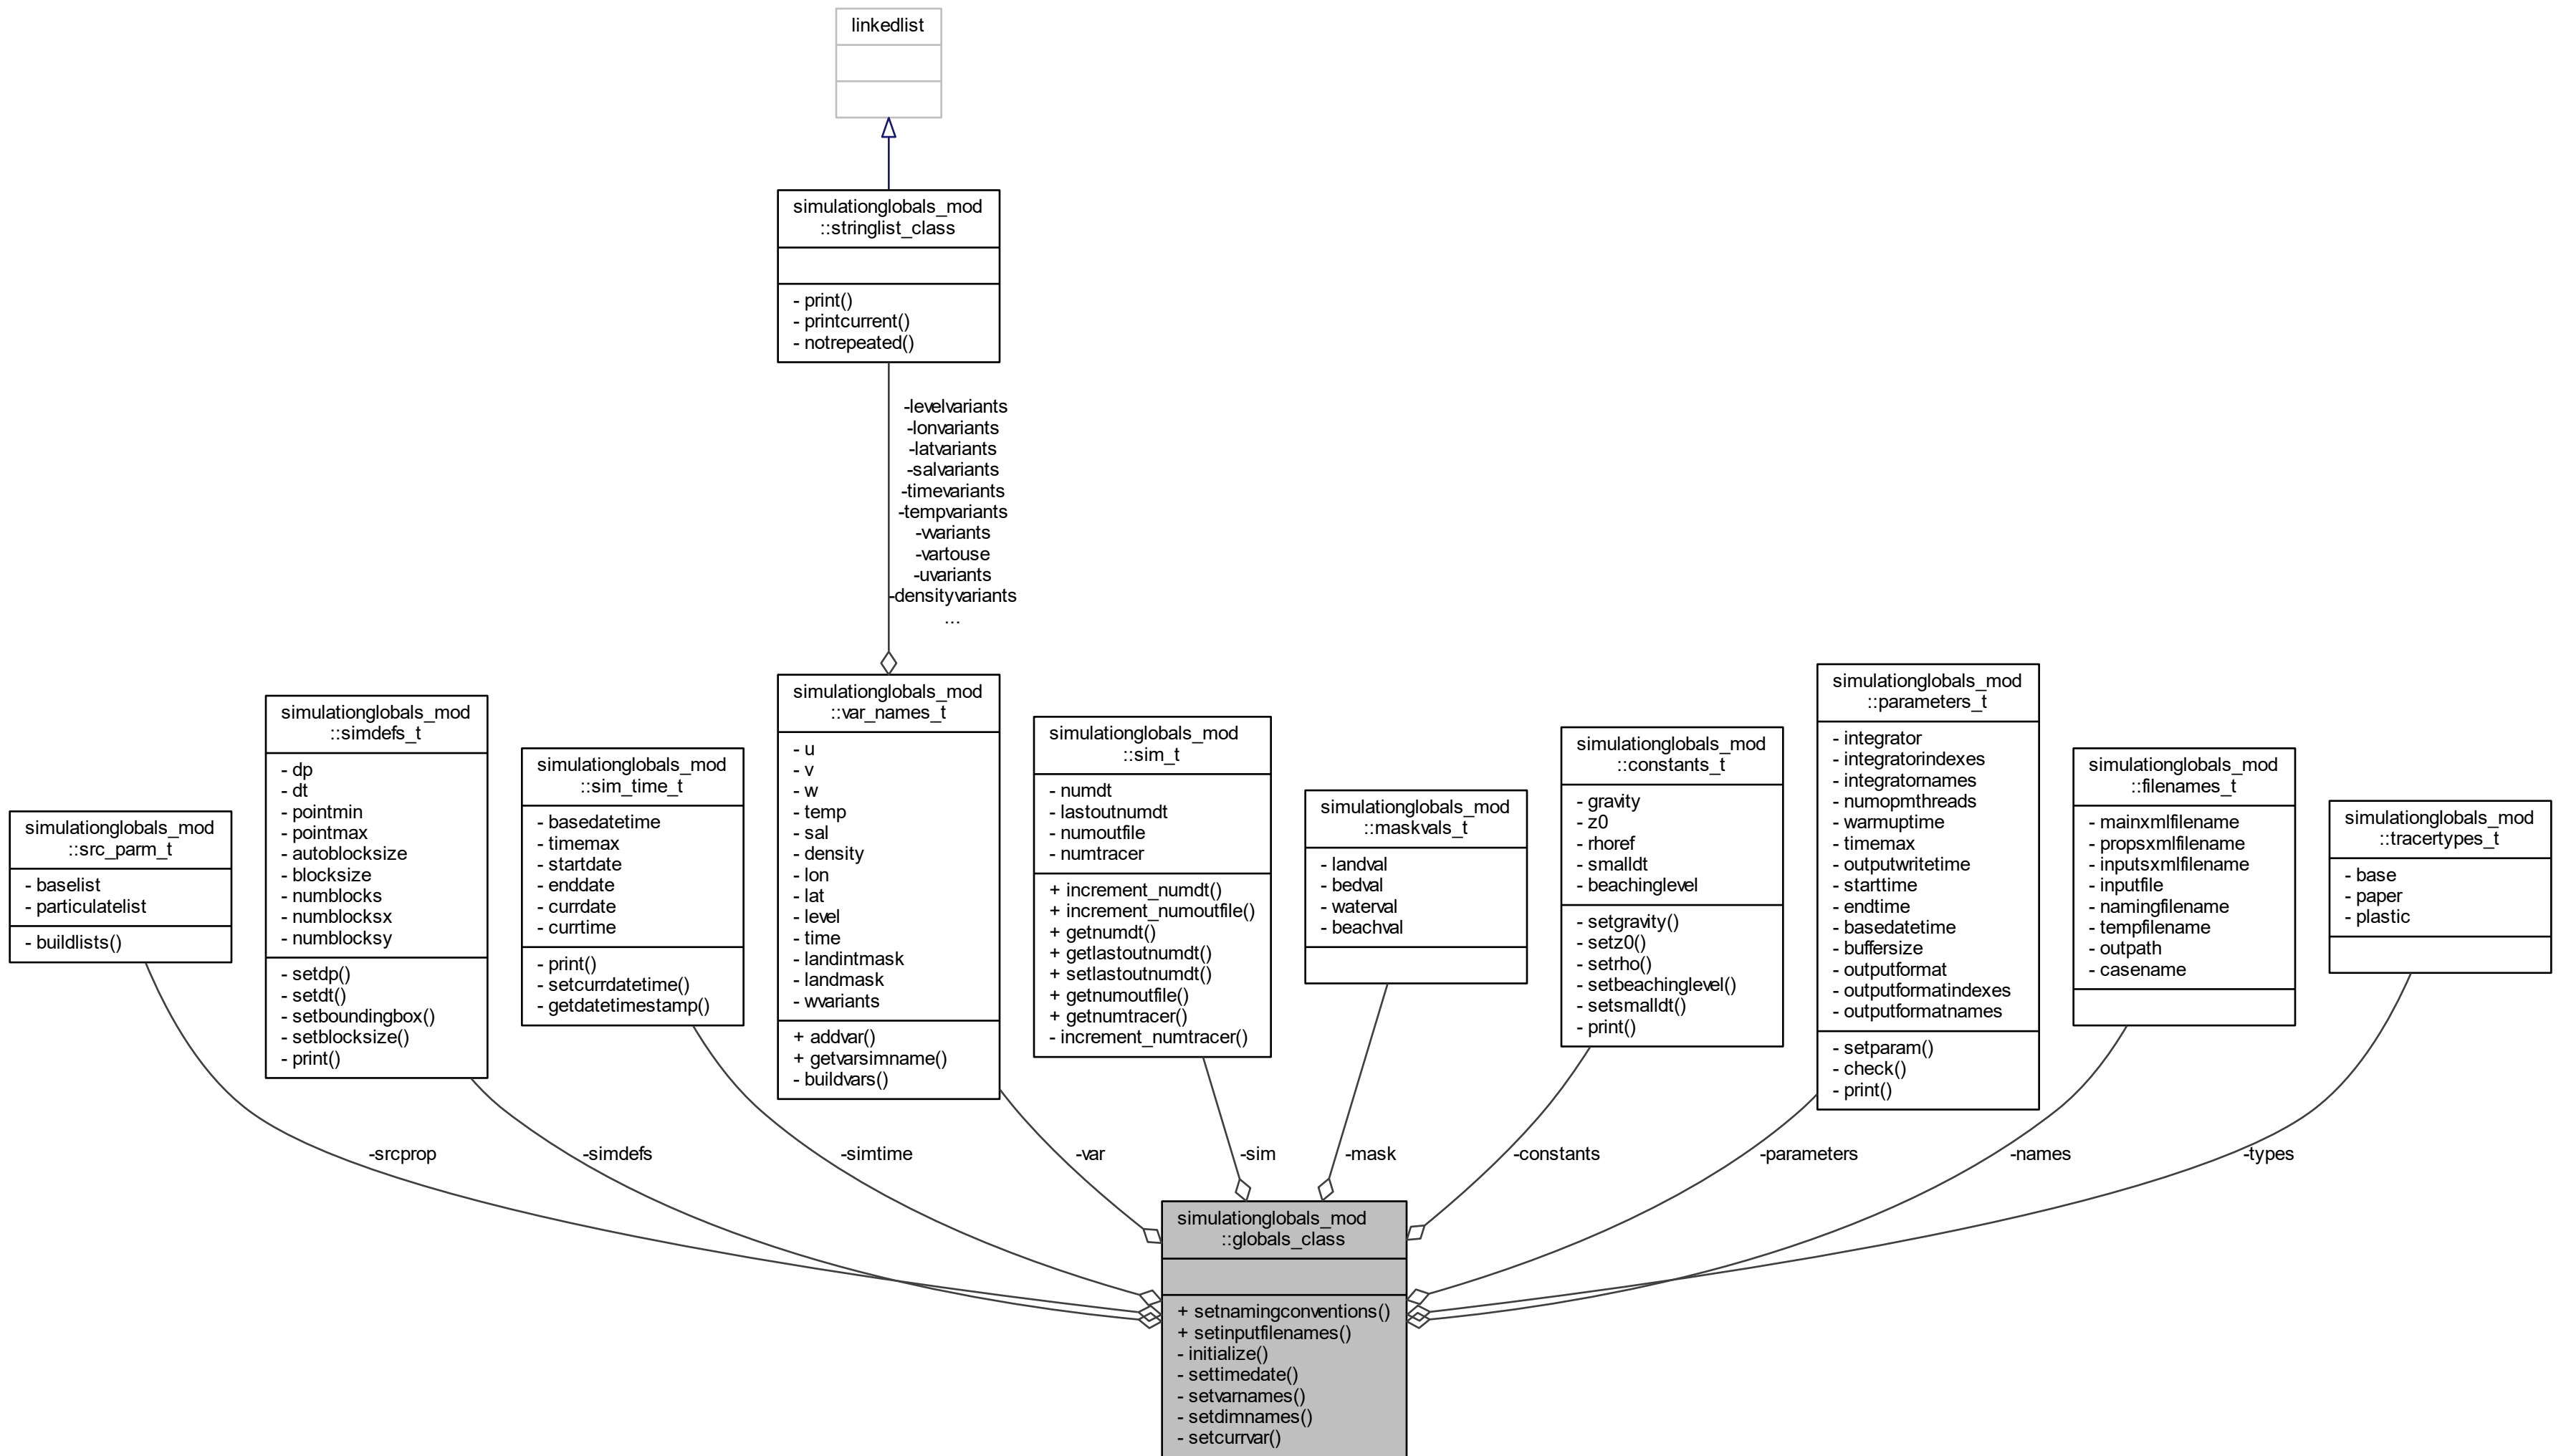 linkedlist
simulationglobals_mod
::stringlist_class
- print()
- printcurrent()
- notrepeated()
-levelvariants
-lonvariants
-latvariants
-salvariants
-timevariants
-tempvariants
-vvariants
-vartouse
-uvariants
-densityvariants
...
simulationglobals_mod
::src_parm_t
- baselist
- particulatelist
- buildlists()
simulationglobals_mod
::simdefs_t
- dp
- dt
- pointmin
- pointmax
- autoblocksize
- blocksize
- numblocks
- numblocksx
- numblocksy
- setdp()
- setdt()
- setboundingbox()
- setblocksize()
- print()
simulationglobals_mod
::sim_time_t
- basedatetime
- timemax
- startdate
- enddate
- currdate
- currtime
- print()
- setcurrdatetime()
- getdatetimestamp()
simulationglobals_mod
::var_names_t
- u
- v
- w
- temp
- sal
- density
- lon
- lat
- level
- time
- landintmask
- landmask
- wvariants
+ addvar()
+ getvarsimname()
- buildvars()
simulationglobals_mod
::sim_t
- numdt
- lastoutnumdt
- numoutfile
- numtracer
+ increment_numdt()
+ increment_numoutfile()
+ getnumdt()
+ getlastoutnumdt()
+ setlastoutnumdt()
+ getnumoutfile()
+ getnumtracer()
- increment_numtracer()
simulationglobals_mod
::maskvals_t
- landval
- bedval
- waterval
- beachval
simulationglobals_mod
::constants_t
- gravity
- z0
- rhoref
- smalldt
- beachinglevel
- setgravity()
- setz0()
- setrho()
- setbeachinglevel()
- setsmalldt()
- print()
simulationglobals_mod
::parameters_t
- integrator
- integratorindexes
- integratornames
- numopmthreads
- warmuptime
- timemax
- outputwritetime
- starttime
- endtime
- basedatetime
- buffersize
- outputformat
- outputformatindexes
- outputformatnames
- setparam()
- check()
- print()
simulationglobals_mod
::filenames_t
- mainxmlfilename
- propsxmlfilename
- inputsxmlfilename
- inputfile
- namingfilename
- tempfilename
- outpath
- casename
simulationglobals_mod
::tracertypes_t
- base
- paper
- plastic
-srcprop
-simdefs
-simtime
-var
-sim
-mask
-constants
-parameters
-names
-types
simulationglobals_mod
::globals_class
+ setnamingconventions()
+ setinputfilenames()
- initialize()
- settimedate()
- setvarnames()
- setdimnames()
- setcurrvar()